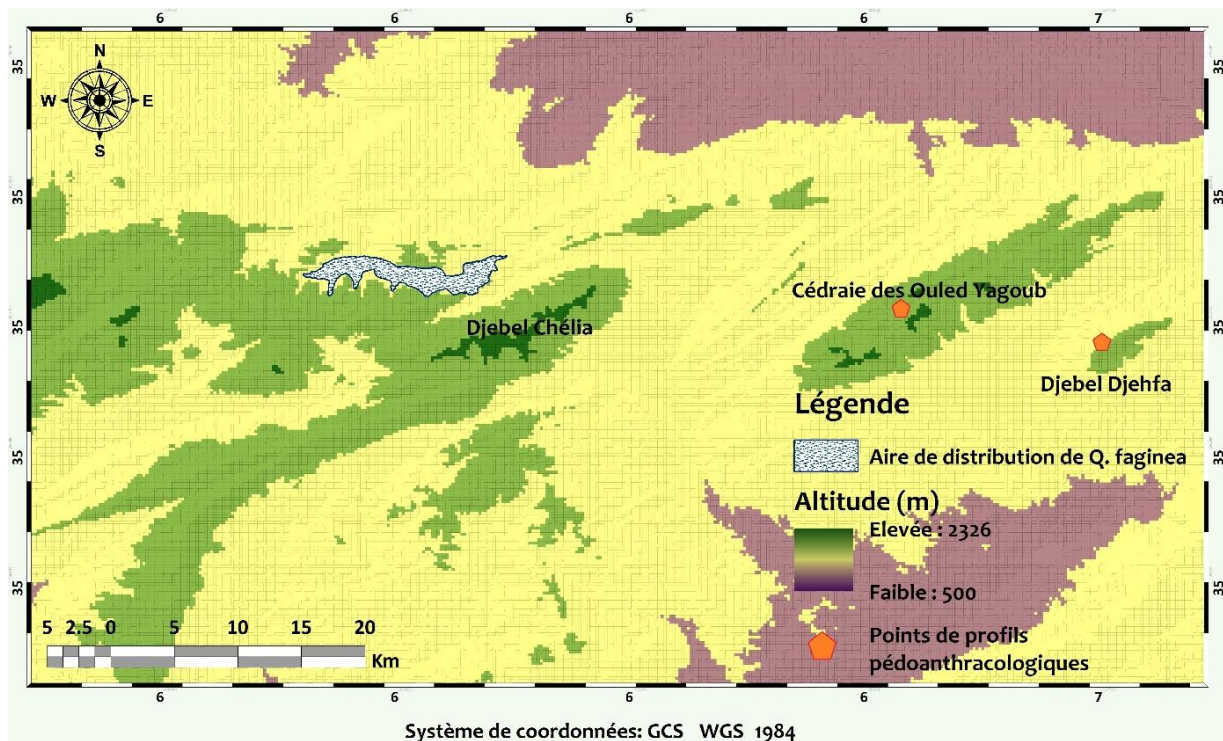 6 6 6 6 7
35 35
N
W E
S
35 35
Cédraie des Ouled Yagoub
Djebel Chélia
35 35
Djebel Djehfa
Légende
Aire de distribution de Q. faginea
35 35
Altitude (m)
Elevée : 2326
35 35
Faible : 500
5 2.5 0 5 10 15 20
Km
Points de profils
pédoanthracologiques
6 6 6 6 7
Système de coordonnées: GCS WGS 1984